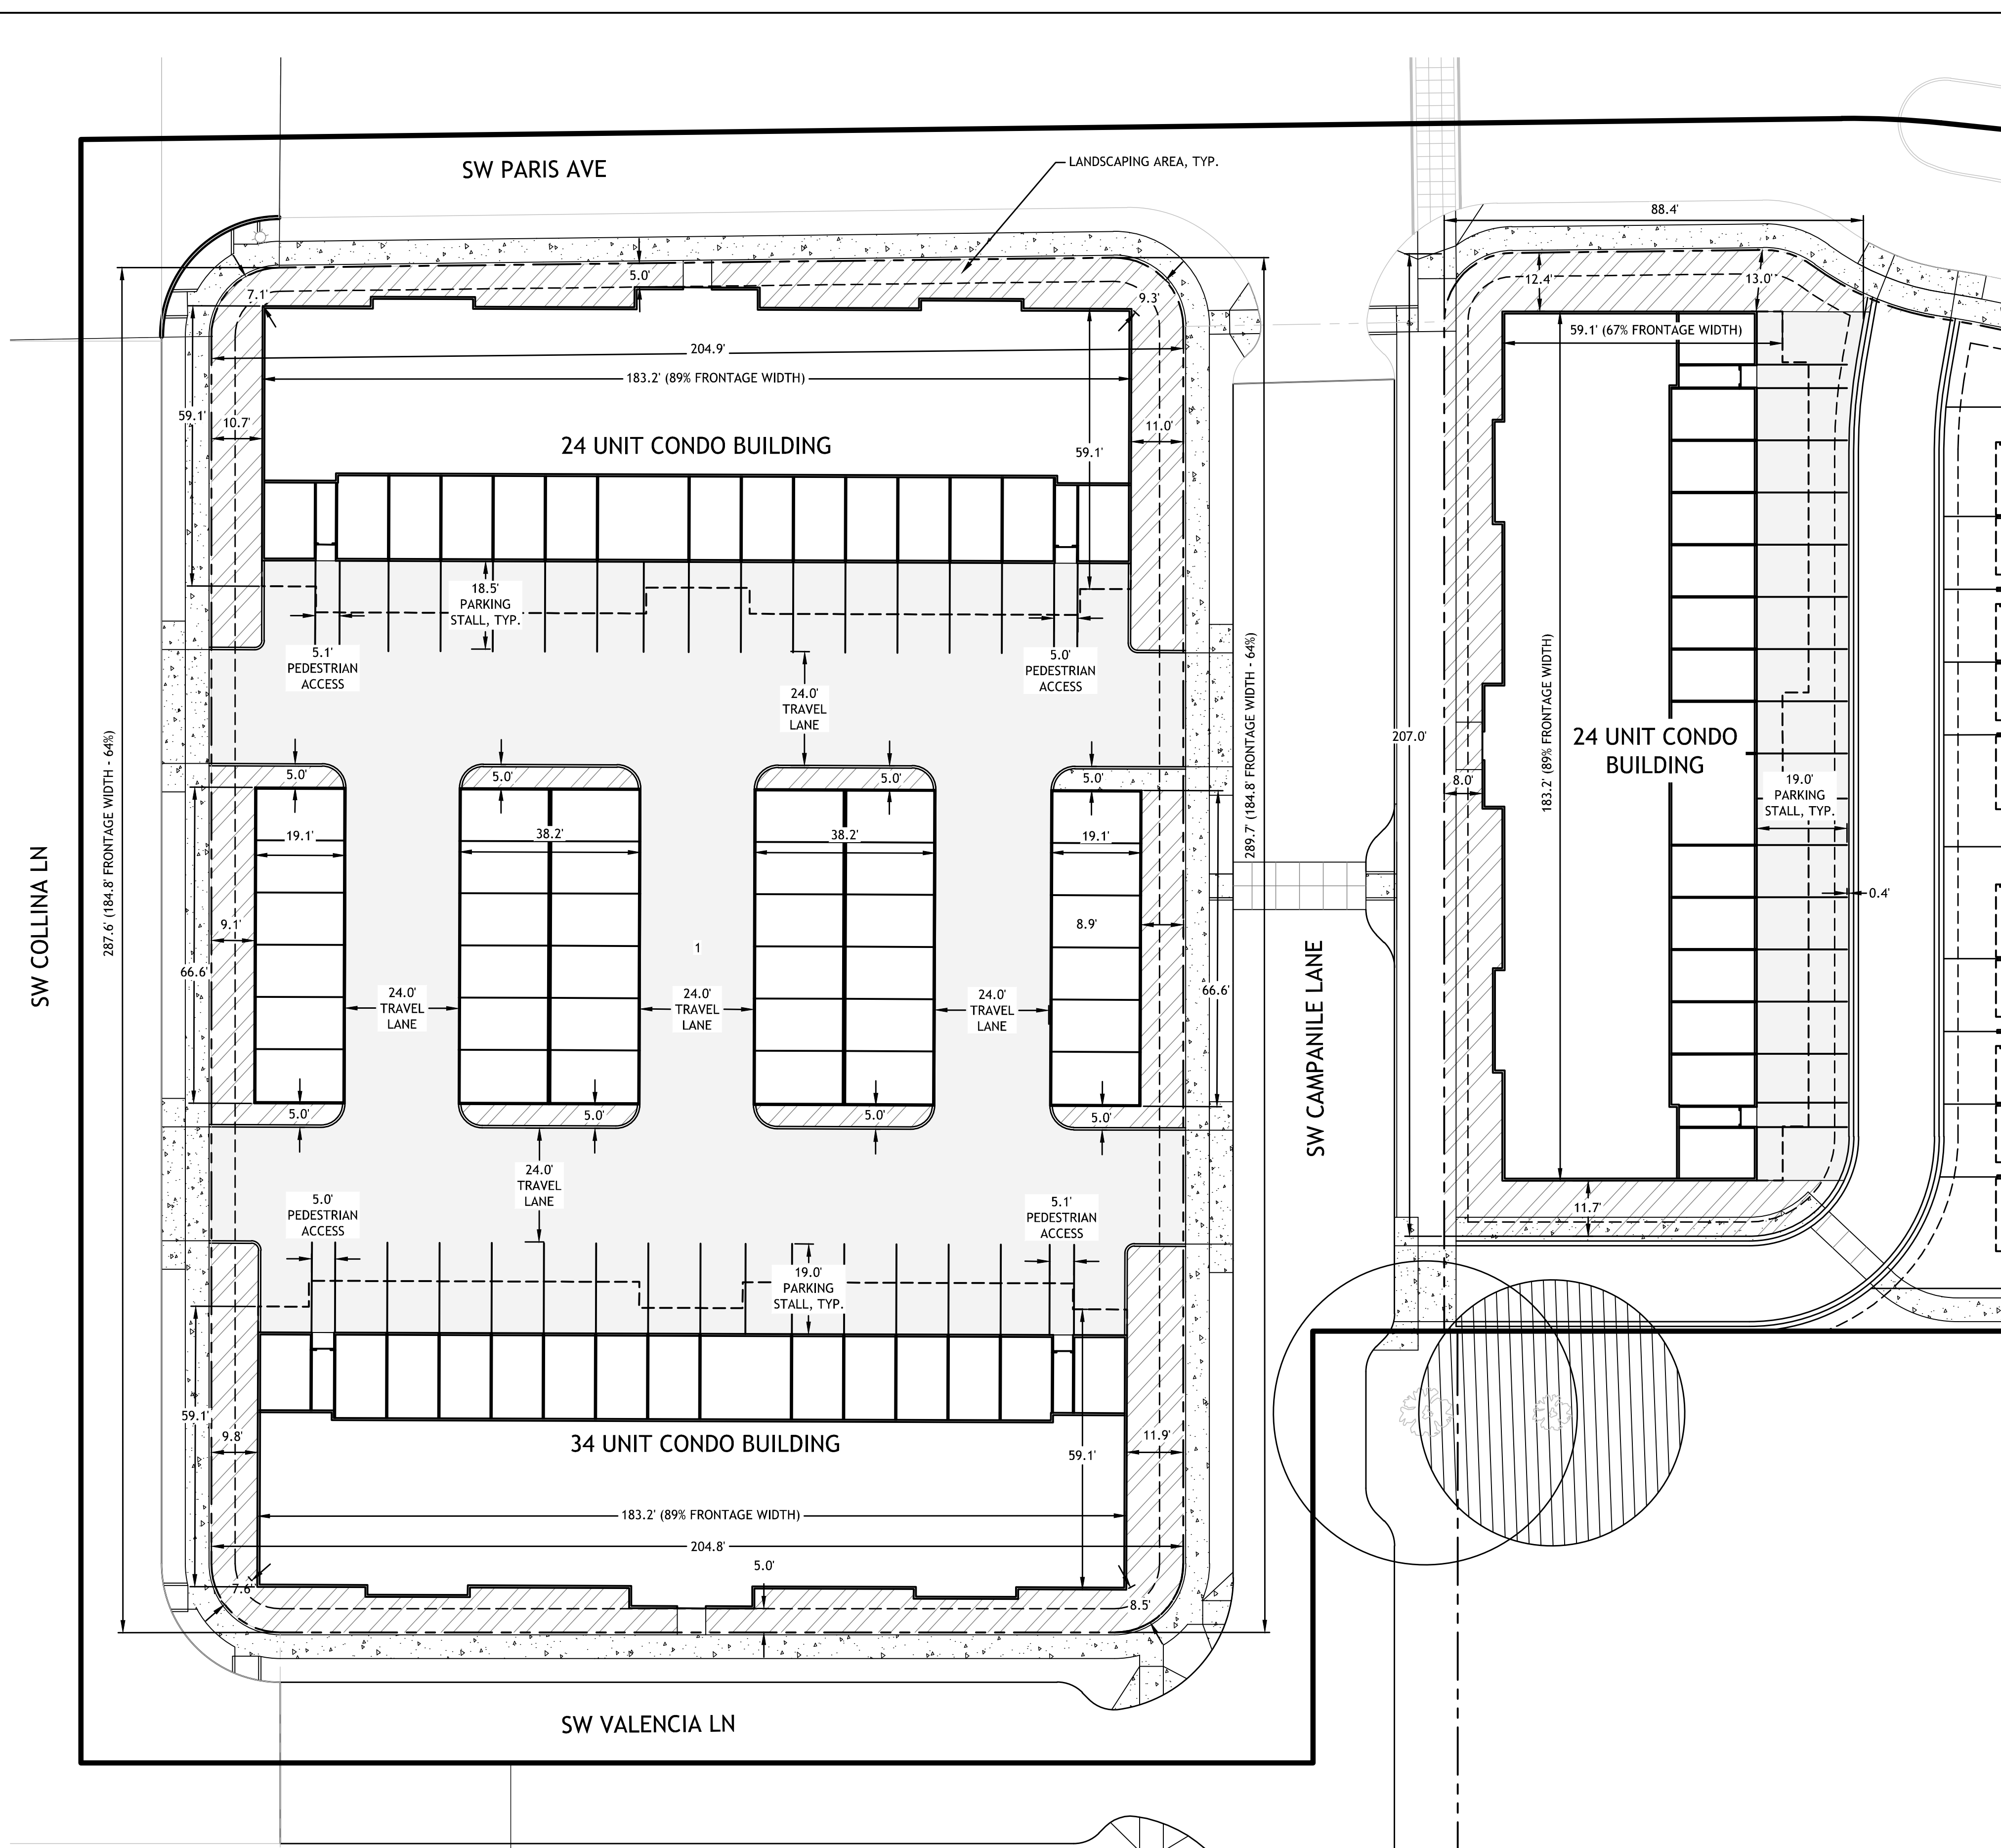 SW PARIS AVE
LANDSCAPING AREA, TYP.
88.4'
5.0'
7.1'
9.3'
12.4'
13.0'
59.1' (67% FRONTAGE WIDTH)
204.9'
183.2' (89% FRONTAGE WIDTH)
59.1'
10.7'
11.0'
24 UNIT CONDO BUILDING
59.1'
18.5'
PARKING
STALL, TYP.
5.1'
PEDESTRIAN
ACCESS
5.0'
PEDESTRIAN
ACCESS
24.0'
TRAVEL
LANE
287.6' (184.8' FRONTAGE WIDTH - 64%)
289.7' (184.8' FRONTAGE WIDTH - 64%)
207.0'
183.2' (89% FRONTAGE WIDTH)
24 UNIT CONDO
BUILDING
8.0'
19.0'
PARKING
STALL, TYP.
0.4'
5.0'
5.0'
5.0'
5.0'
19.1'
38.2'
38.2'
19.1'
SW COLLINA LN
9.1'
1
8.9'
66.6'
66.6'
24.0'
TRAVEL
LANE
24.0'
TRAVEL
LANE
24.0'
TRAVEL
LANE
SW CAMPANILE LANE
5.0'
5.0'
5.0'
5.0'
24.0'
TRAVEL
LANE
5.0'
PEDESTRIAN
ACCESS
5.1'
PEDESTRIAN
ACCESS
11.7'
19.0'
PARKING
STALL, TYP.
59.1'
9.8'
34 UNIT CONDO BUILDING
11.9'
59.1'
183.2' (89% FRONTAGE WIDTH)
204.8'
5.0'
7.6'
8.5'
SW VALENCIA LN